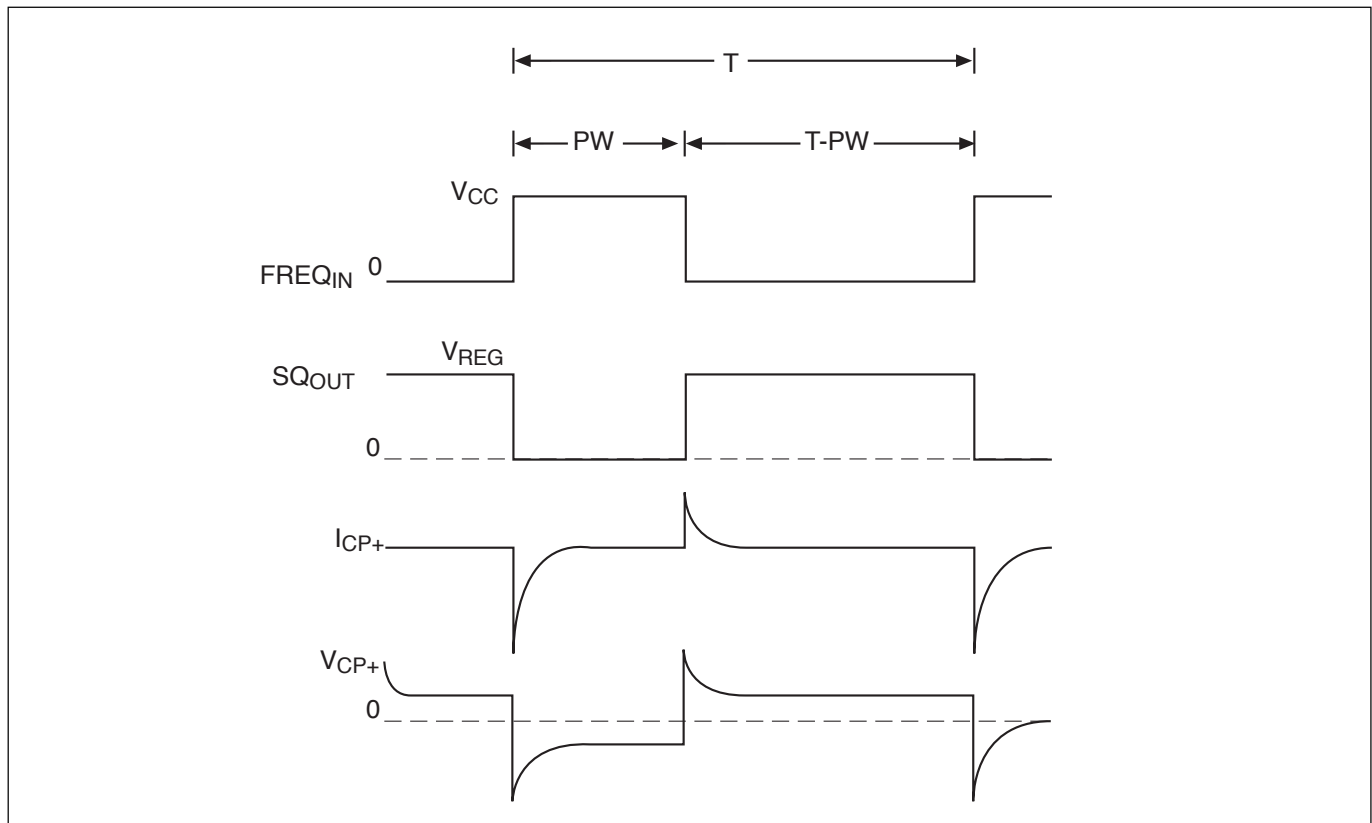 T
PW
T-PW
VCC
FREQIN
0
VREG
SQOUT
0
ICP+
VCP+
0